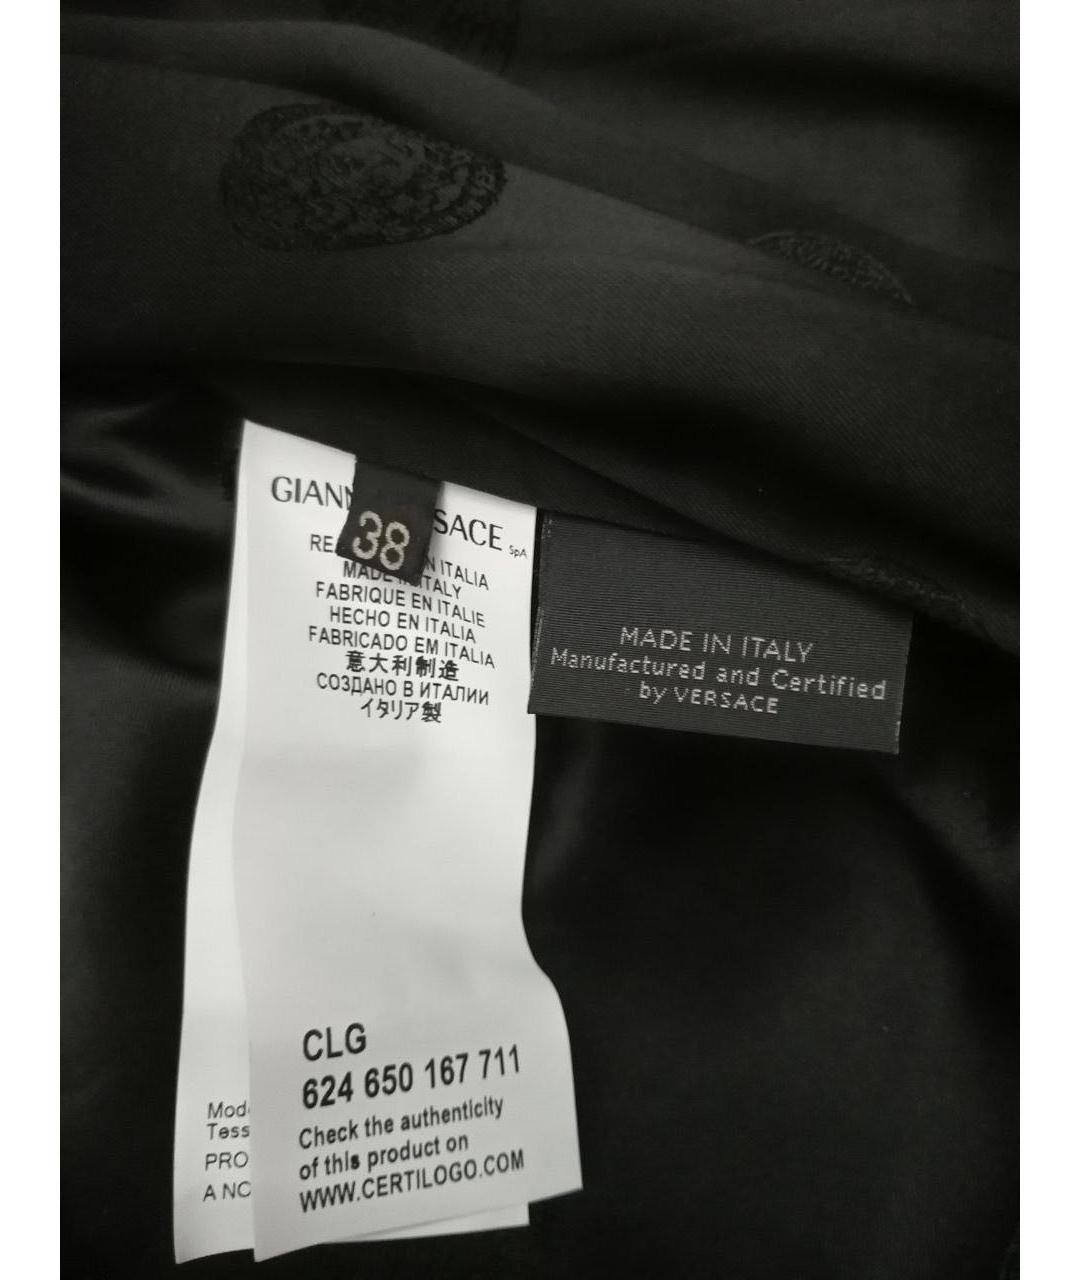 GIANN SACE SpA
38
RE N ITALIA
MADE ITALY
FABRIQUE EN ITALIE
HECHO EN ITALIA
FABRICADO EM ITALIA
意大利制造
СОЗДАНО В ИТАЛИИ
イタリア製
MADE IN ITALY
Manufactured and Certified
by VERSACE
CLG
624 650 167 711
Check the authenticity
of this product on
WWW.CERTILOGO.COM
Mod
Tess
PRO
A NO